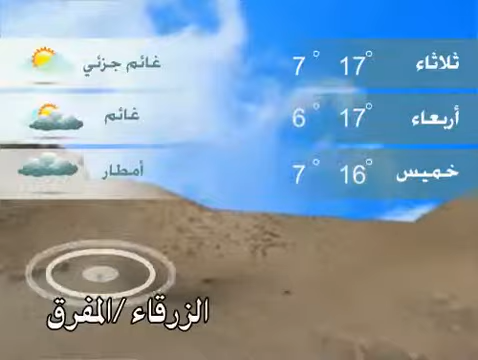 ثلاثاء 17° 7° غائم جزئي
أربعاء 17° 6° غائم
خميس 16° 7° أمطار
الزرقاء/المفرق